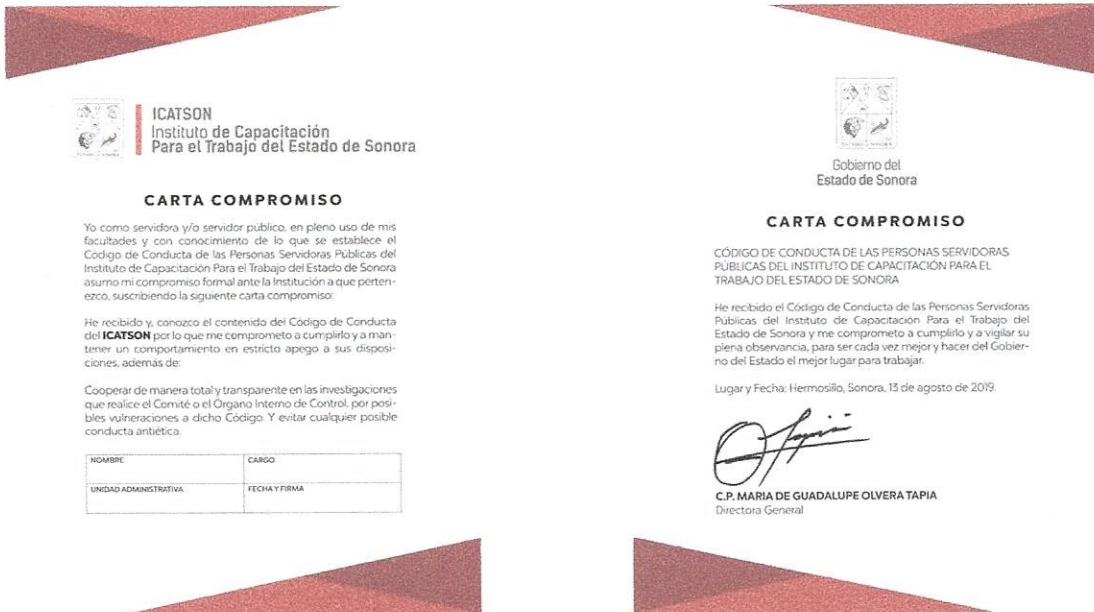 ICATSON
Instituto de Capacitación
Para el Trabajo del Estado de Sonora
CARTA COMPROMISO
Yo como servidora y/o servidor público, en pleno uso de mis
facultades y con conocimiento de lo que se establece el
Código de Conducta de las Personas Servidoras Públicas del
Instituto de Capacitación Para el Trabajo del Estado de Sonora
asumo mi compromiso formal ante la Institución a que perten-
ezco, suscribiendo la siguiente carta compromiso:
He recibido y, conozco el contenido del Código de Conducta
del ICATSON por lo que me comprometo a cumplirlo y a man-
tener un comportamiento en estricto apego a sus disposi-
ciones, además de:
Cooperar de manera total y transparente en las investigaciones
que realice el Comité o el Órgano Interno de Control, por posi-
bles vulneraciones a dicho Código. Y evitar cualquier posible
conducta antiética.
NOMBRE
CARGO
UNIDAD ADMINISTRATIVA
FECHA Y FIRMA
Gobierno del
Estado de Sonora
CARTA COMPROMISO
CÓDIGO DE CONDUCTA DE LAS PERSONAS SERVIDORAS
PÚBLICAS DEL INSTITUTO DE CAPACITACIÓN PARA EL
TRABAJO DEL ESTADO DE SONORA
He recibido el Código de Conducta de las Personas Servidoras
Públicas del Instituto de Capacitación Para el Trabajo del
Estado de Sonora y me comprometo a cumplirlo y a vigilar su
plena observancia, para ser cada vez mejor y hacer del Gobier-
no del Estado el mejor lugar para trabajar.
Lugar y Fecha: Hermosillo, Sonora, 13 de agosto de 2019.
C.P. MARIA DE GUADALUPE OLVERA TAPIA
Directora General